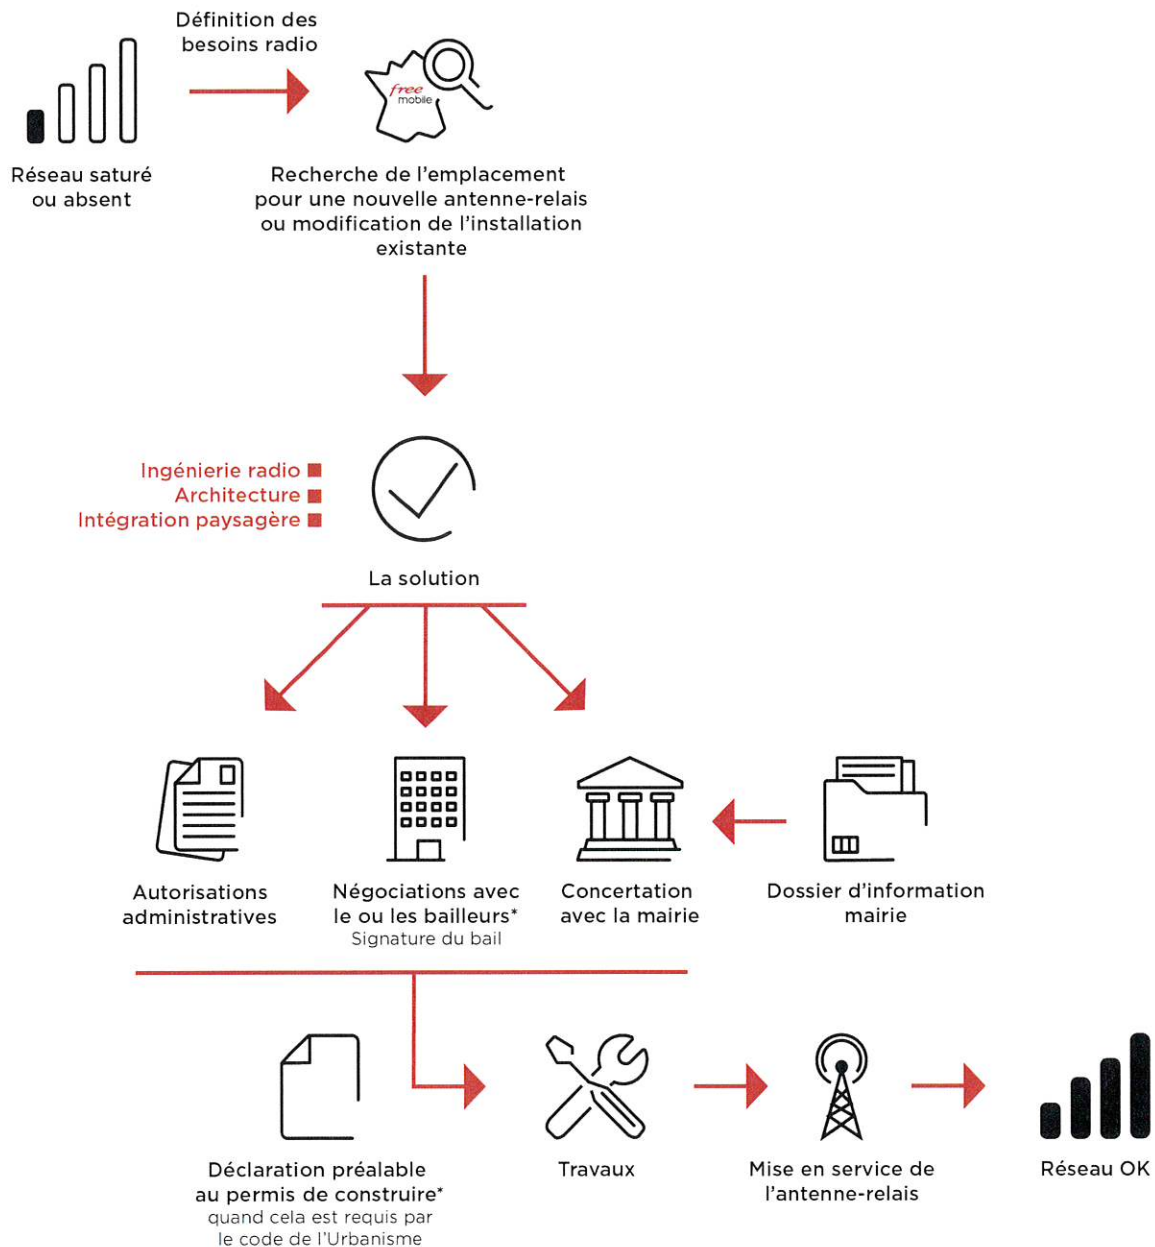 Définition des
besoins radio
free
mobile
Réseau saturé
ou absent
Recherche de l'emplacement
pour une nouvelle antenne-relais
ou modification de l'installation
existante
Ingénierie radio
Architecture
Intégration paysagère
La solution
Autorisations
administratives
Négociations avec
le ou les bailleurs*
Signature du bail
Concertation
avec la mairie
Dossier d'information
mairie
Déclaration préalable
au permis de construire*
quand cela est requis par
le code de l'Urbanisme
Travaux
Mise en service de
l'antenne-relais
Réseau OK